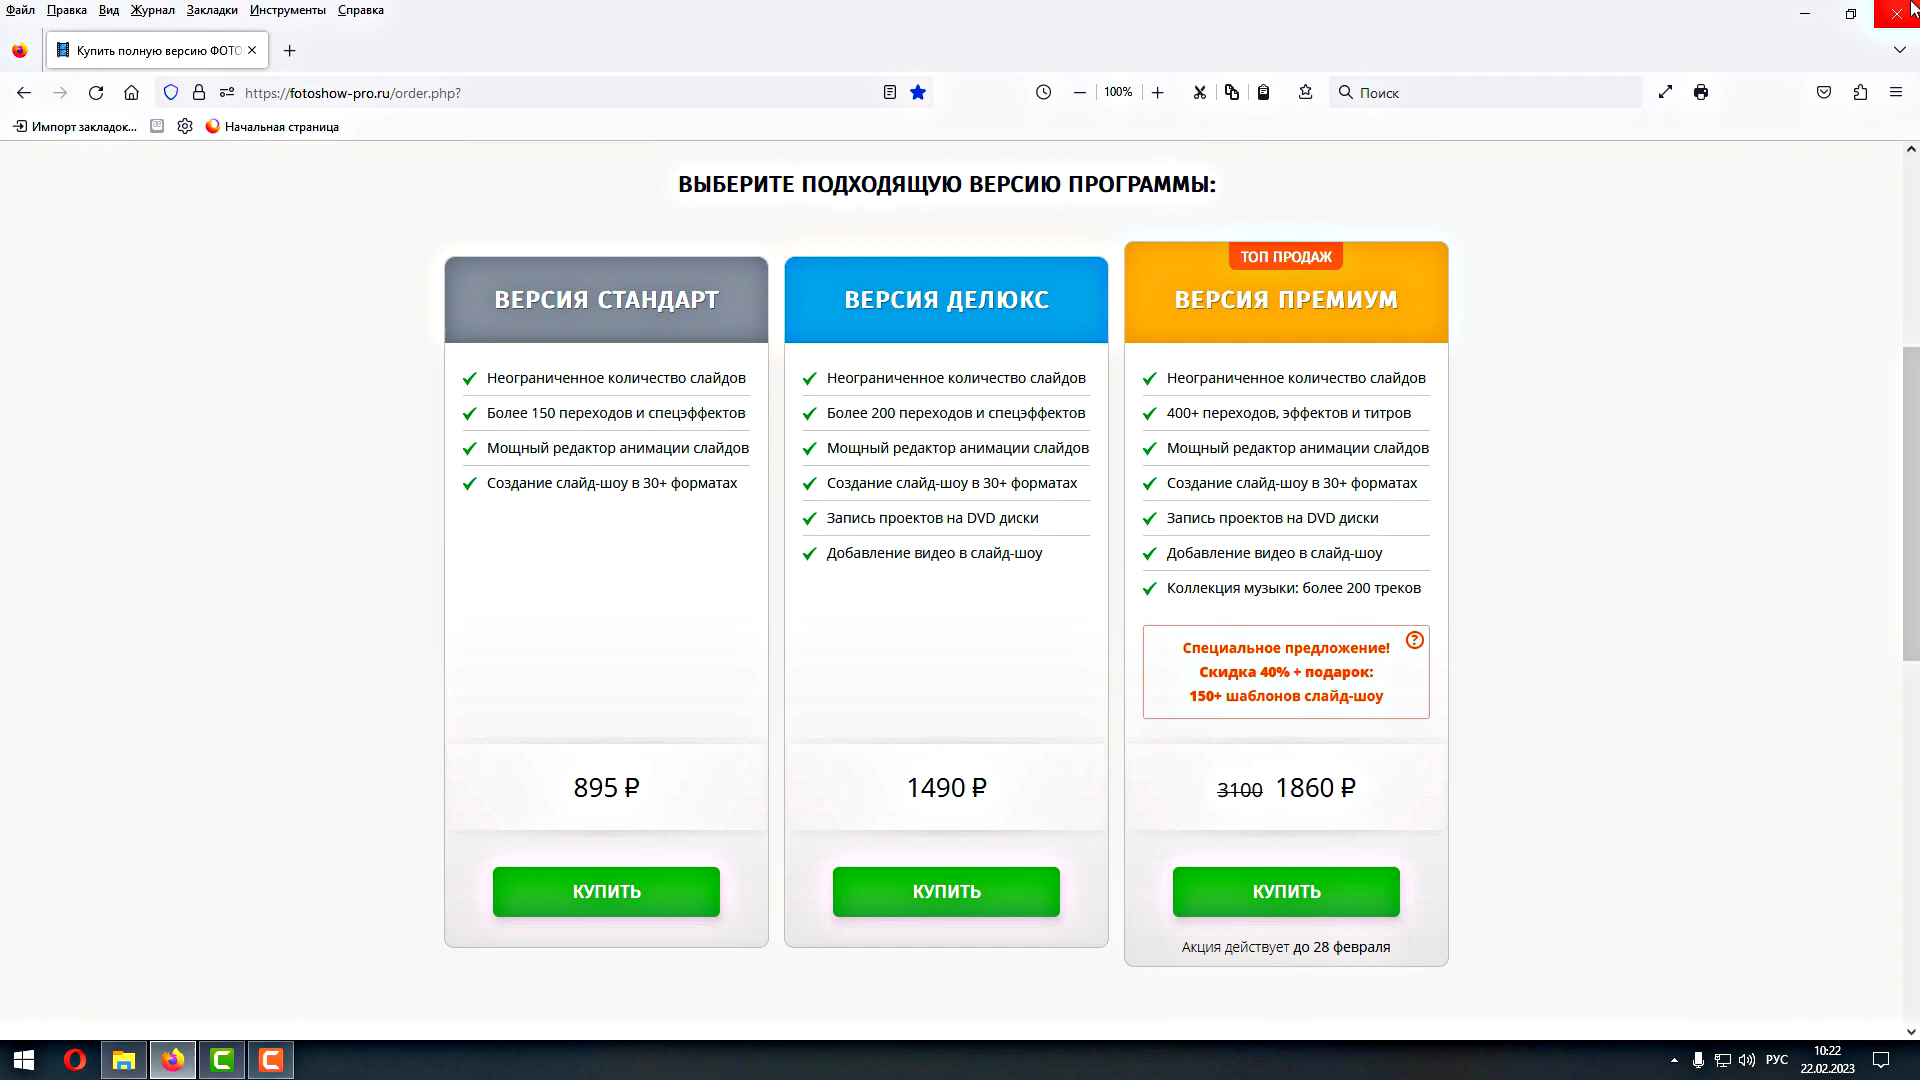 Файл Правка Вид Журнал Закладки Инструменты Справка
Купить полную версию ФОТО
https://fotoshow-pro.ru/order.php?
100%
Поиск
Импорт закладок...
Начальная страница
ВЫБЕРИТЕ ПОДХОДЯЩУЮ ВЕРСИЮ ПРОГРАММЫ:
ВЕРСИЯ СТАНДАРТ
Неограниченное количество слайдов
Более 150 переходов и спецэффектов
Мощный редактор анимации слайдов
Создание слайд-шоу в 30+ форматах
895 ₽
КУПИТЬ
ВЕРСИЯ ДЕЛЮКС
Неограниченное количество слайдов
Более 200 переходов и спецэффектов
Мощный редактор анимации слайдов
Создание слайд-шоу в 30+ форматах
Запись проектов на DVD диски
Добавление видео в слайд-шоу
1490 ₽
КУПИТЬ
ТОП ПРОДАЖ
ВЕРСИЯ ПРЕМИУМ
Неограниченное количество слайдов
400+ переходов, эффектов и титров
Мощный редактор анимации слайдов
Создание слайд-шоу в 30+ форматах
Запись проектов на DVD диски
Добавление видео в слайд-шоу
Коллекция музыки: более 200 треков
Специальное предложение!
?
Скидка 40% + подарок:
150+ шаблонов слайд-шоу
3100 1860 ₽
КУПИТЬ
Акция действует до 28 февраля
РУС
10:22
22.02.2023